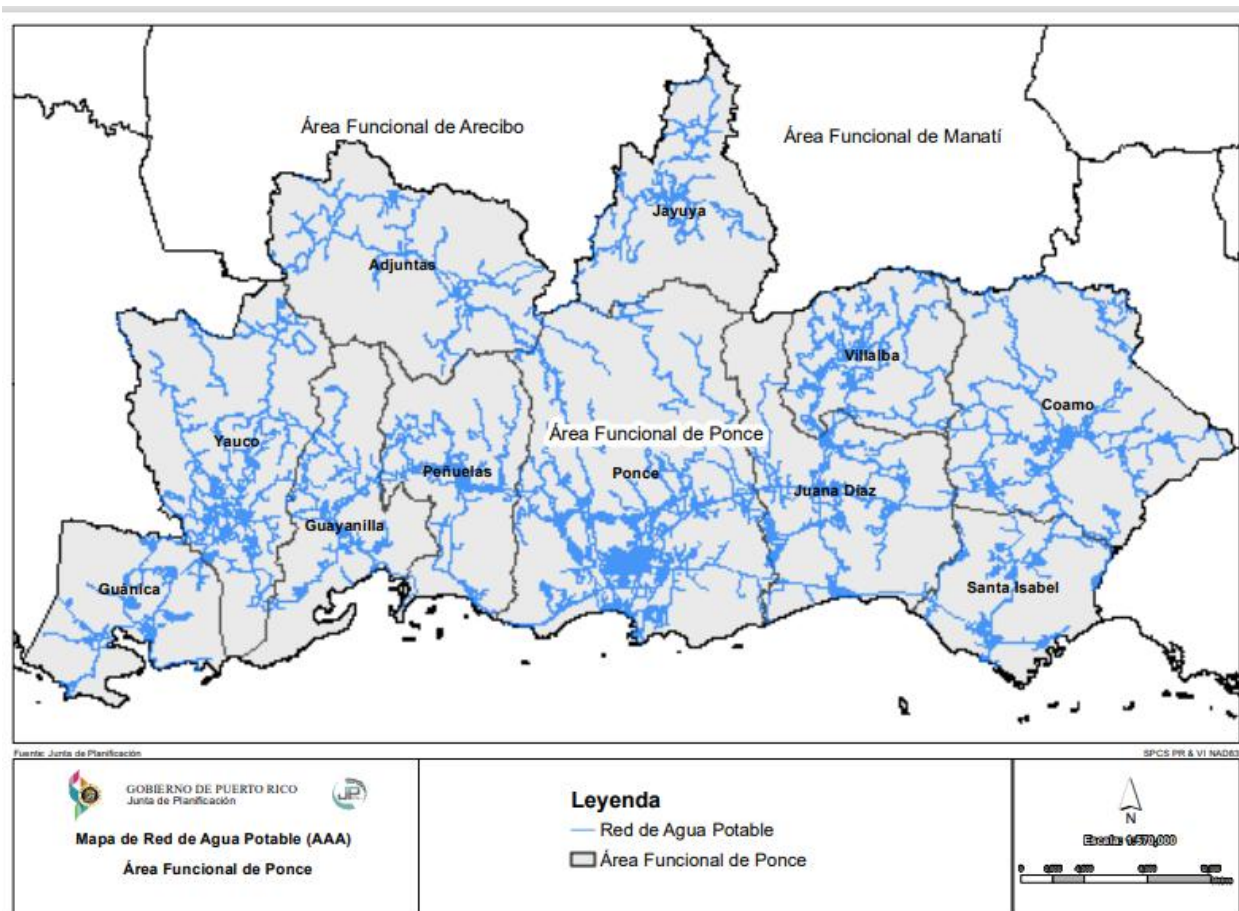 Área Funcional de Arecibo
Área Funcional de Manatí
Jayuya
Adjuntas
Villalba
Coamo
Yauco
Área Funcional de Ponce
Peñuelas
Ponce
Juana Díaz
Guayanilla
Guánica
Santa Isabel
Fuente: Junta de Planificación
SPCS PR & VI NAD83
GOBIERNO DE PUERTO RICO
Junta de Planificación
JP
Mapa de Red de Agua Potable (AAA)
Área Funcional de Ponce
Leyenda
Red de Agua Potable
Área Funcional de Ponce
N
Escala: 1:570,000
0